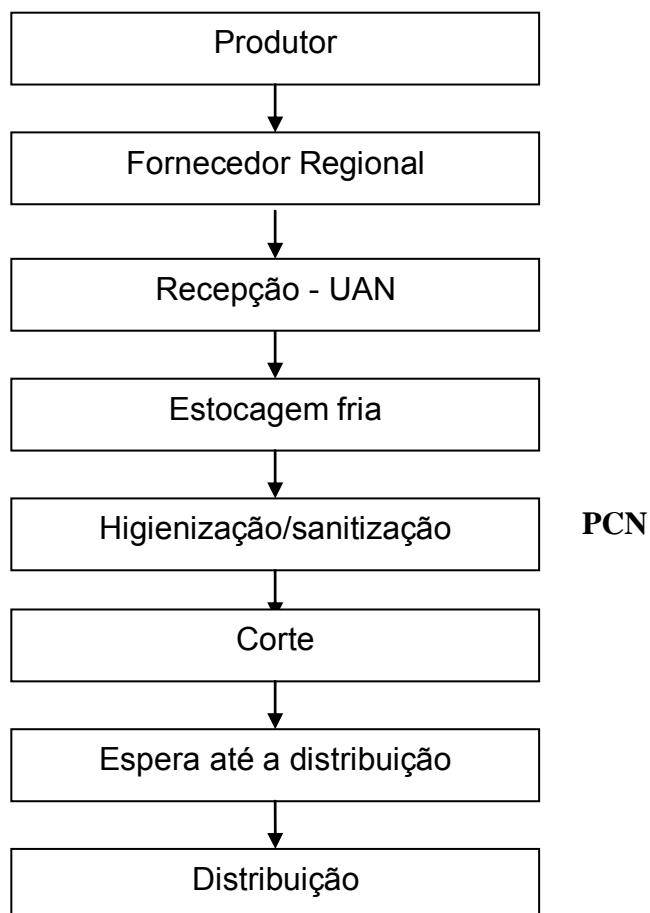 Produtor
Fornecedor Regional
Recepção - UAN
Estocagem fria
Higienização/sanitização
PCN
Corte
Espera até a distribuição
Distribuição